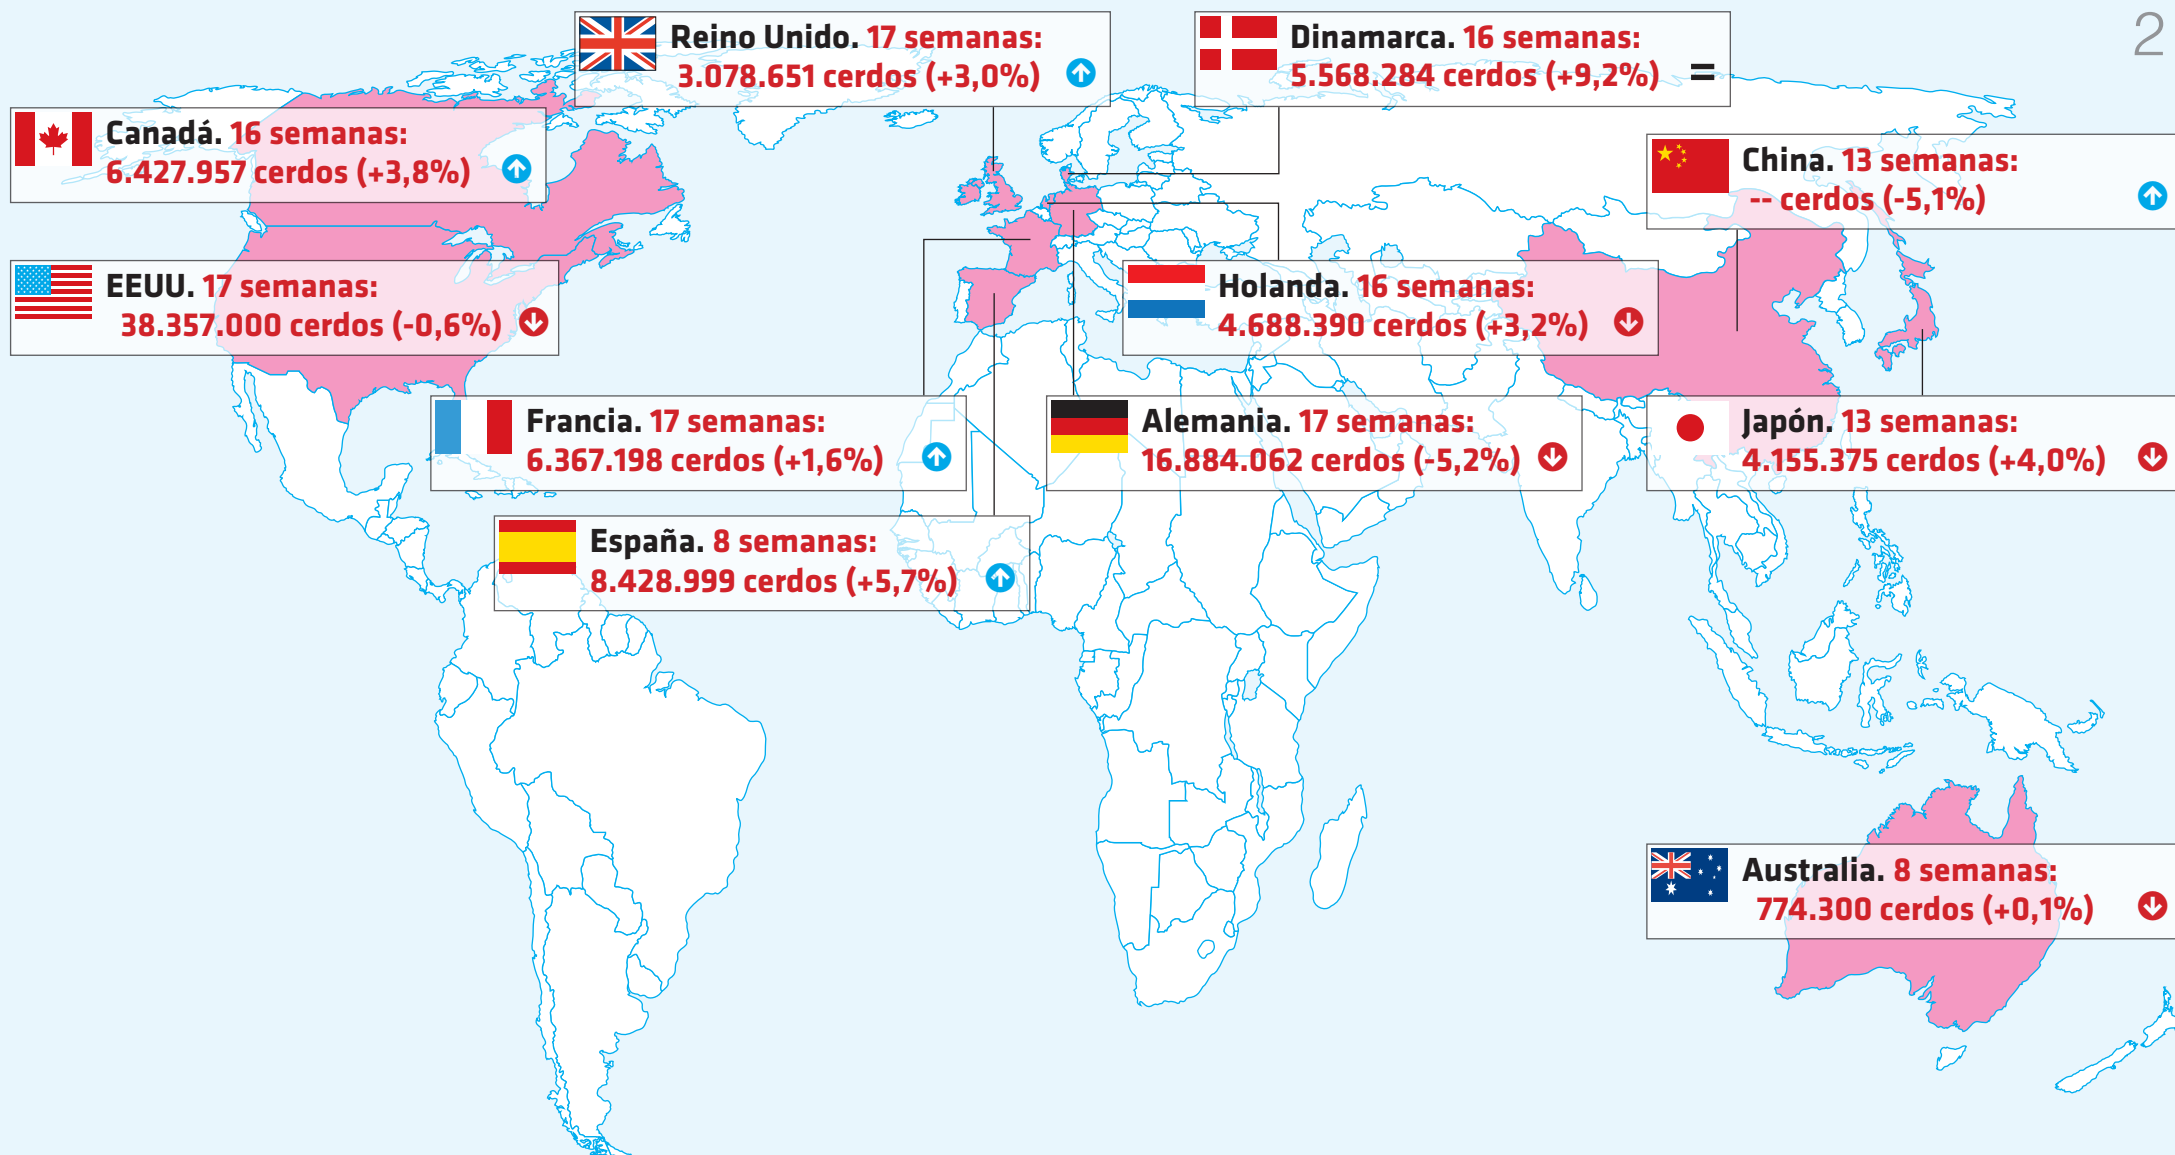 2
Reino Unido. 17 semanas:
3.078.651 cerdos (+3,0%)
Dinamarca. 16 semanas:
5.568.284 cerdos (+9,2%) =
Canadá. 16 semanas:
6.427.957 cerdos (+3,8%)
China. 13 semanas:
-- cerdos (-5,1%)
EEUU. 17 semanas:
38.357.000 cerdos (-0,6%)
Holanda. 16 semanas:
4.688.390 cerdos (+3,2%)
Francia. 17 semanas:
6.367.198 cerdos (+1,6%)
Alemania. 17 semanas:
16.884.062 cerdos (-5,2%)
Japón. 13 semanas:
4.155.375 cerdos (+4,0%)
España. 8 semanas:
8.428.999 cerdos (+5,7%)
Australia. 8 semanas:
774.300 cerdos (+0,1%)